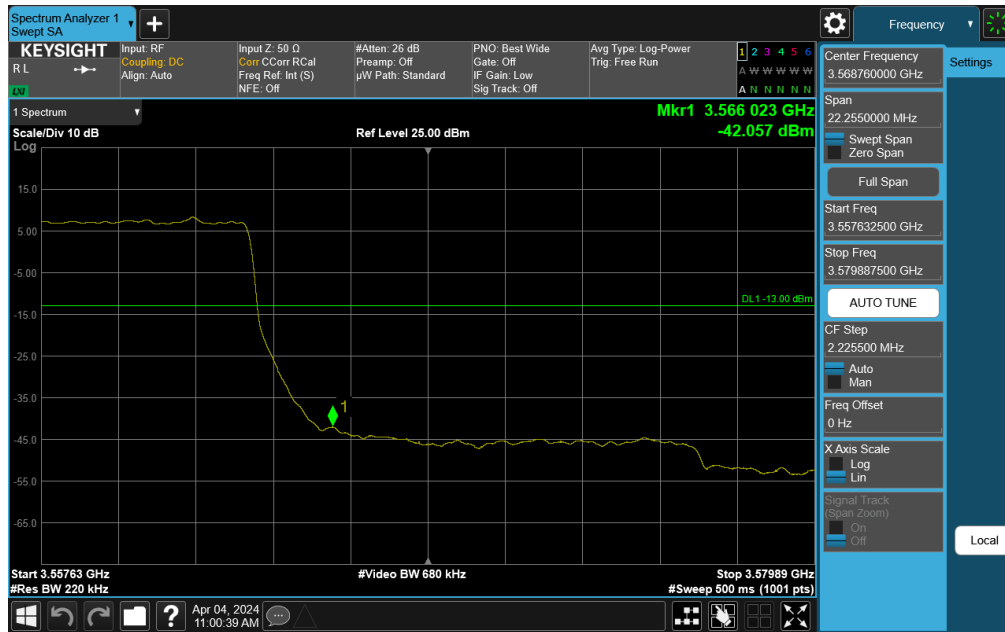 Spectrum Analyzer 1
Swept SA
Frequency
KEYSIGHT
R L
LXI
Input: RF
Coupling: DC
Align: Auto
Input Z: 50 Ω
Corr CCorr RCal
Freq Ref: Int (S)
NFE: Off
#Atten: 26 dB
Preamp: Off
µW Path: Standard
PNO: Best Wide
Gate: Off
IF Gain: Low
Sig Track: Off
Avg Type: Log-Power
Trig: Free Run
1 2 3 4 5 6
A W W W W W
A N N N N N
1 Spectrum
Mkr1 3.566 023 GHz
-42.057 dBm
Scale/Div 10 dB
Ref Level 25.00 dBm
Log
15.0
5.00
-5.00
DL1 -13.00 dBm
-15.0
-25.0
-35.0
1
-45.0
-55.0
-65.0
Start 3.55763 GHz
#Video BW 680 kHz
Stop 3.57989 GHz
#Res BW 220 kHz
#Sweep 500 ms (1001 pts)
?
Apr 04, 2024
11:00:39 AM
Center Frequency
3.568760000 GHz
Settings
Span
22.2550000 MHz
Swept Span
Zero Span
Full Span
Start Freq
3.557632500 GHz
Stop Freq
3.579887500 GHz
AUTO TUNE
CF Step
2.225500 MHz
Auto
Man
Freq Offset
0 Hz
X Axis Scale
Log
Lin
Signal Track
(Span Zoom)
On
Off
Local